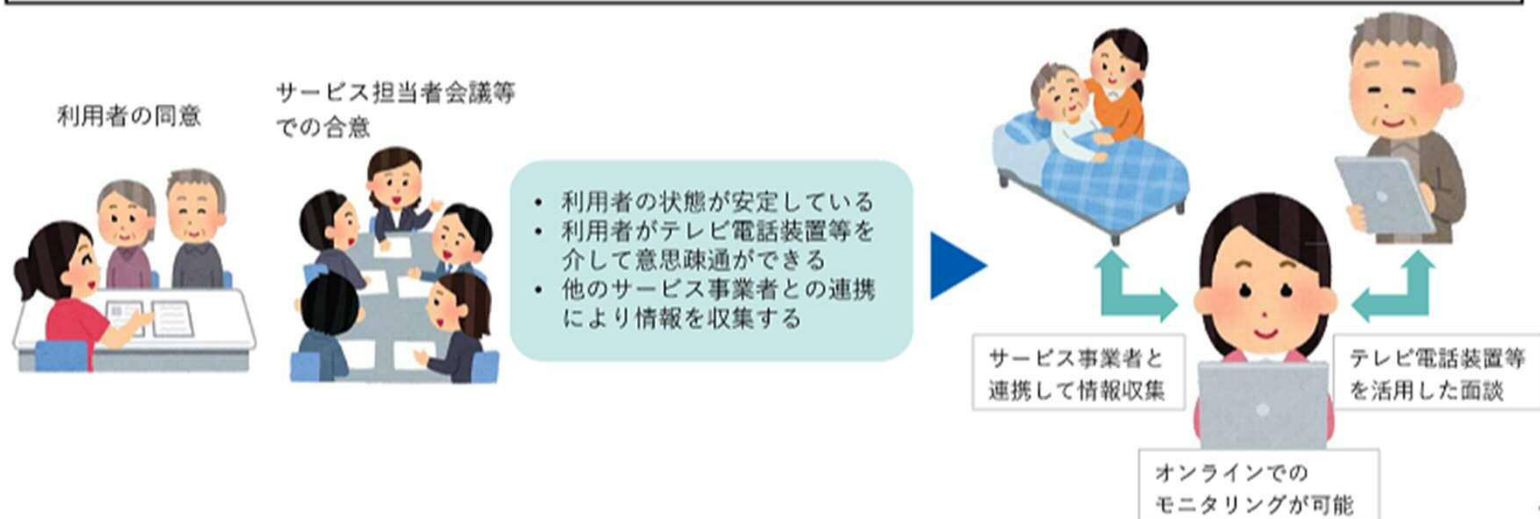 利用者の同意
サービス担当者会議等
での合意
• 利用者の状態が安定している
• 利用者がテレビ電話装置等を
介して意思疎通ができる
• 他のサービス事業者との連携
により情報を収集する
サービス事業者と
連携して情報収集
テレビ電話装置等
を活用した面談
オンラインでの
モニタリングが可能